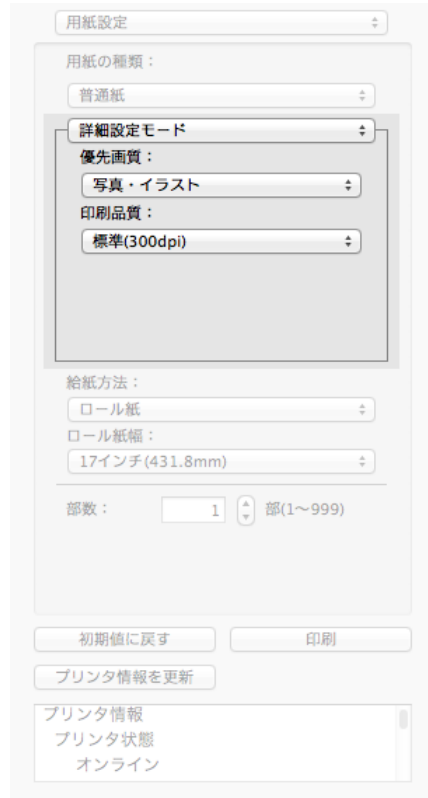 用紙設定
用紙の種類：
普通紙
詳細設定モード
優先画質：
写真・イラスト
印刷品質：
標準(300dpi)
給紙方法：
ロール紙
ロール紙幅：
17インチ(431.8mm)
部数： 1 部(1〜999)
初期値に戻す 印刷
プリンタ情報を更新
プリンタ情報
プリンタ状態
オンライン